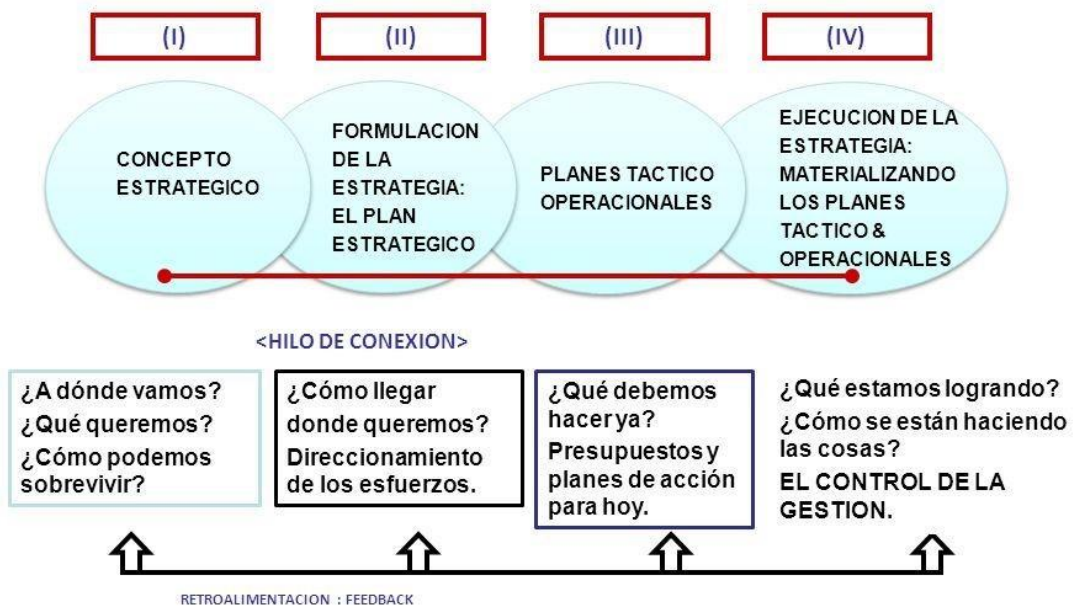 (I)
(II)
(III)
(IV)
CONCEPTO
ESTRATEGICO
FORMULACION
DE LA
ESTRATEGIA:
EL PLAN
ESTRATEGICO
PLANES TACTICO
OPERACIONALES
EJECUCION DE LA
ESTRATEGIA:
MATERIALIZANDO
LOS PLANES
TACTICO &
OPERACIONALES
<HILO DE CONEXION>
¿A dónde vamos?
¿Qué queremos?
¿Cómo podemos
sobrevivir?
¿Cómo llegar
donde queremos?
Direccionamiento
de los esfuerzos.
¿Qué debemos
hacer ya?
Presupuestos y
planes de acción
para hoy.
¿Qué estamos logrando?
¿Cómo se están haciendo
las cosas?
EL CONTROL DE LA
GESTION.
RETROALIMENTACION : FEEDBACK